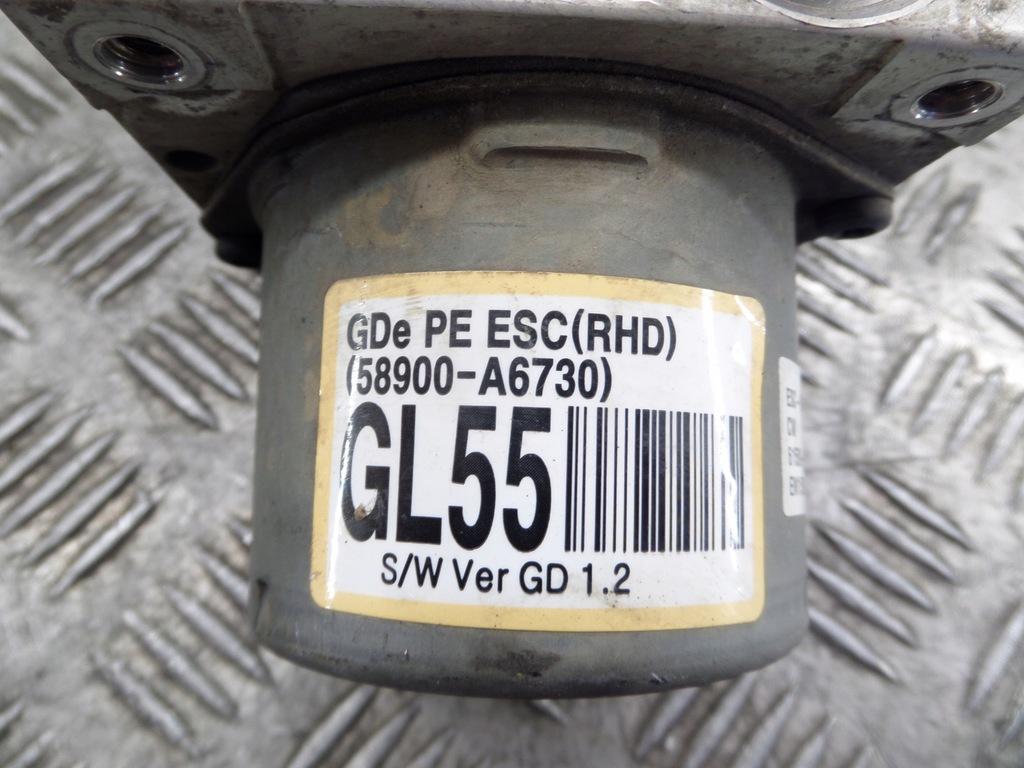 GDe PE ESC(RHD)
(58900-A6730)
GL55
S/W Ver GD 1.2